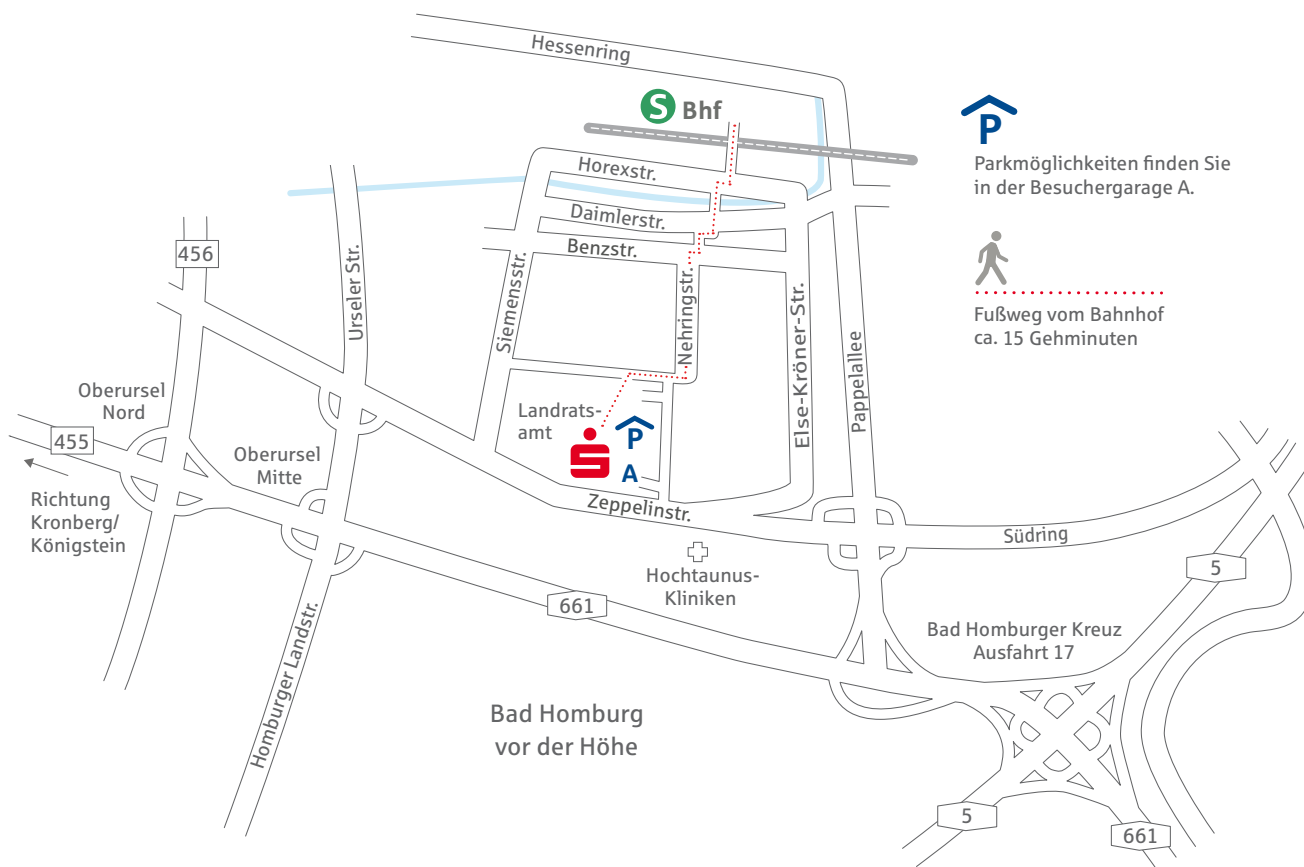 Hessenring
S Bhf
P
Parkmöglichkeiten finden Sie
in der Besuchergarage A.
Horexstr.
Daimlerstr.
Benzstr.
456
Urseler Str.
Siemensstr.
Nehringstr.
Else-Kröner-Str.
Pappelallee
Fußweg vom Bahnhof
ca. 15 Gehminuten
Oberursel
Nord
455
Oberursel
Mitte
Landrats-
amt
P
A
Richtung
Kronberg/
Königstein
Zeppelinstr.
Südring
Hochtaunus-
Kliniken
5
661
Homburger Landstr.
Bad Homburger Kreuz
Ausfahrt 17
Bad Homburg
vor der Höhe
5
661